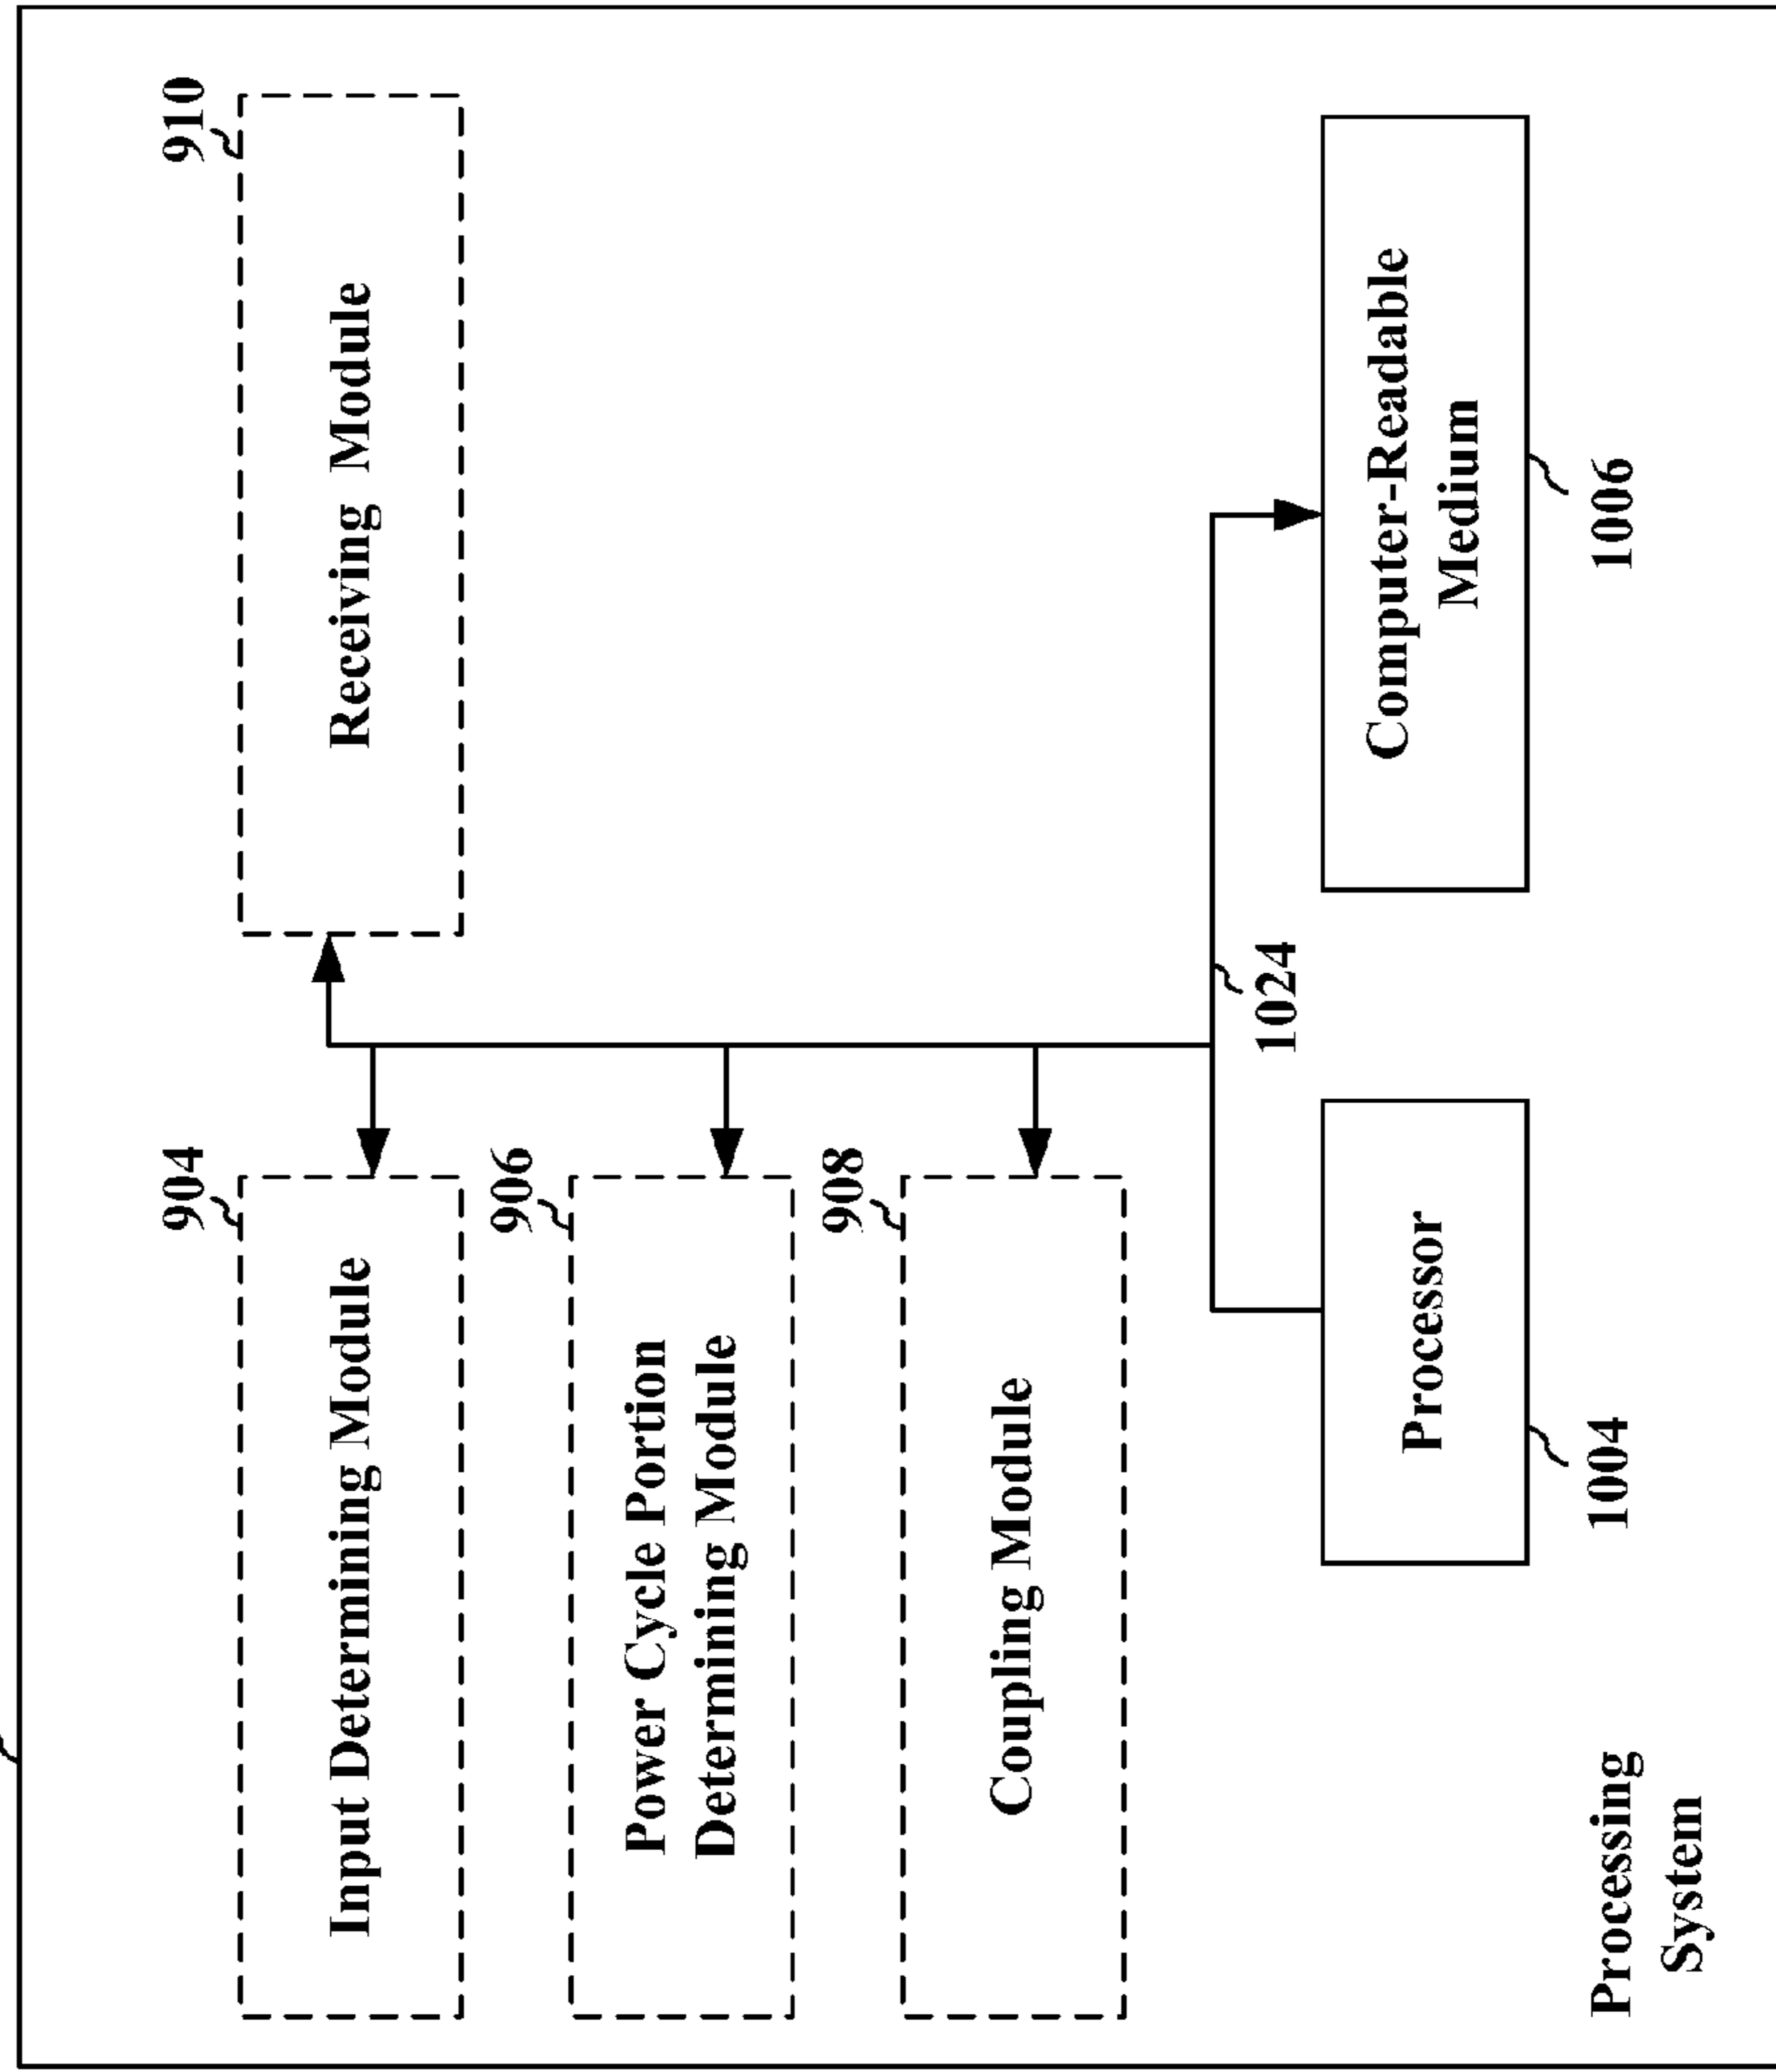 904
910
Input Determining Module
Receiving Module
906
Power Cycle Portion
Determining Module
908
Coupling Module
1024
Processor
Computer-Readable
Medium
1004
1006
Processing
System